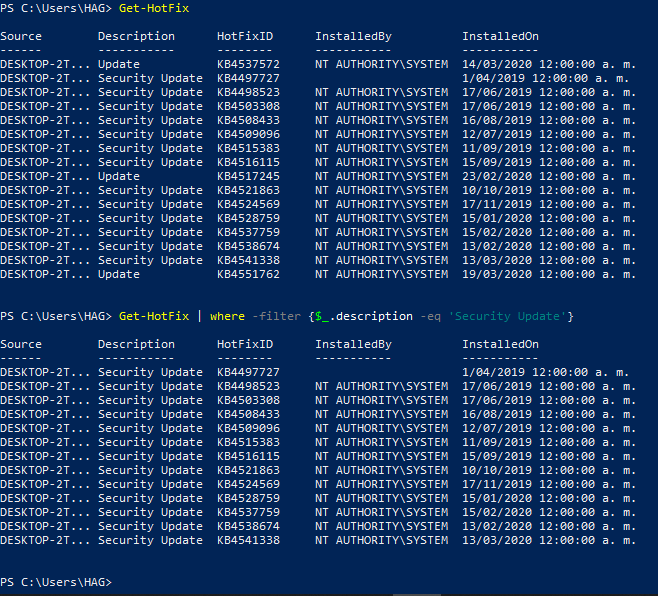 PS C:\Users\HAG> Get-HotFix
Source Description HotFixID InstalledBy InstalledOn
------ ----------- -------- ----------- -----------
DESKTOP-2T... Update KB4537572 NT AUTHORITY\SYSTEM 14/03/2020 12:00:00 a. m.
DESKTOP-2T... Security Update KB4497727 1/04/2019 12:00:00 a. m.
DESKTOP-2T... Security Update KB4498523 NT AUTHORITY\SYSTEM 17/06/2019 12:00:00 a. m.
DESKTOP-2T... Security Update KB4503308 NT AUTHORITY\SYSTEM 17/06/2019 12:00:00 a. m.
DESKTOP-2T... Security Update KB4508433 NT AUTHORITY\SYSTEM 16/08/2019 12:00:00 a. m.
DESKTOP-2T... Security Update KB4509096 NT AUTHORITY\SYSTEM 12/07/2019 12:00:00 a. m.
DESKTOP-2T... Security Update KB4515383 NT AUTHORITY\SYSTEM 11/09/2019 12:00:00 a. m.
DESKTOP-2T... Security Update KB4516115 NT AUTHORITY\SYSTEM 15/09/2019 12:00:00 a. m.
DESKTOP-2T... Update KB4517245 NT AUTHORITY\SYSTEM 23/02/2020 12:00:00 a. m.
DESKTOP-2T... Security Update KB4521863 NT AUTHORITY\SYSTEM 10/10/2019 12:00:00 a. m.
DESKTOP-2T... Security Update KB4524569 NT AUTHORITY\SYSTEM 17/11/2019 12:00:00 a. m.
DESKTOP-2T... Security Update KB4528759 NT AUTHORITY\SYSTEM 15/01/2020 12:00:00 a. m.
DESKTOP-2T... Security Update KB4537759 NT AUTHORITY\SYSTEM 15/02/2020 12:00:00 a. m.
DESKTOP-2T... Security Update KB4538674 NT AUTHORITY\SYSTEM 13/02/2020 12:00:00 a. m.
DESKTOP-2T... Security Update KB4541338 NT AUTHORITY\SYSTEM 13/03/2020 12:00:00 a. m.
DESKTOP-2T... Update KB4551762 NT AUTHORITY\SYSTEM 19/03/2020 12:00:00 a. m.
PS C:\Users\HAG> Get-HotFix | where -filter {$_.description -eq 'Security Update'}
Source Description HotFixID InstalledBy InstalledOn
------ ----------- -------- ----------- -----------
DESKTOP-2T... Security Update KB4497727 1/04/2019 12:00:00 a. m.
DESKTOP-2T... Security Update KB4498523 NT AUTHORITY\SYSTEM 17/06/2019 12:00:00 a. m.
DESKTOP-2T... Security Update KB4503308 NT AUTHORITY\SYSTEM 17/06/2019 12:00:00 a. m.
DESKTOP-2T... Security Update KB4508433 NT AUTHORITY\SYSTEM 16/08/2019 12:00:00 a. m.
DESKTOP-2T... Security Update KB4509096 NT AUTHORITY\SYSTEM 12/07/2019 12:00:00 a. m.
DESKTOP-2T... Security Update KB4515383 NT AUTHORITY\SYSTEM 11/09/2019 12:00:00 a. m.
DESKTOP-2T... Security Update KB4516115 NT AUTHORITY\SYSTEM 15/09/2019 12:00:00 a. m.
DESKTOP-2T... Security Update KB4521863 NT AUTHORITY\SYSTEM 10/10/2019 12:00:00 a. m.
DESKTOP-2T... Security Update KB4524569 NT AUTHORITY\SYSTEM 17/11/2019 12:00:00 a. m.
DESKTOP-2T... Security Update KB4528759 NT AUTHORITY\SYSTEM 15/01/2020 12:00:00 a. m.
DESKTOP-2T... Security Update KB4537759 NT AUTHORITY\SYSTEM 15/02/2020 12:00:00 a. m.
DESKTOP-2T... Security Update KB4538674 NT AUTHORITY\SYSTEM 13/02/2020 12:00:00 a. m.
DESKTOP-2T... Security Update KB4541338 NT AUTHORITY\SYSTEM 13/03/2020 12:00:00 a. m.
PS C:\Users\HAG>